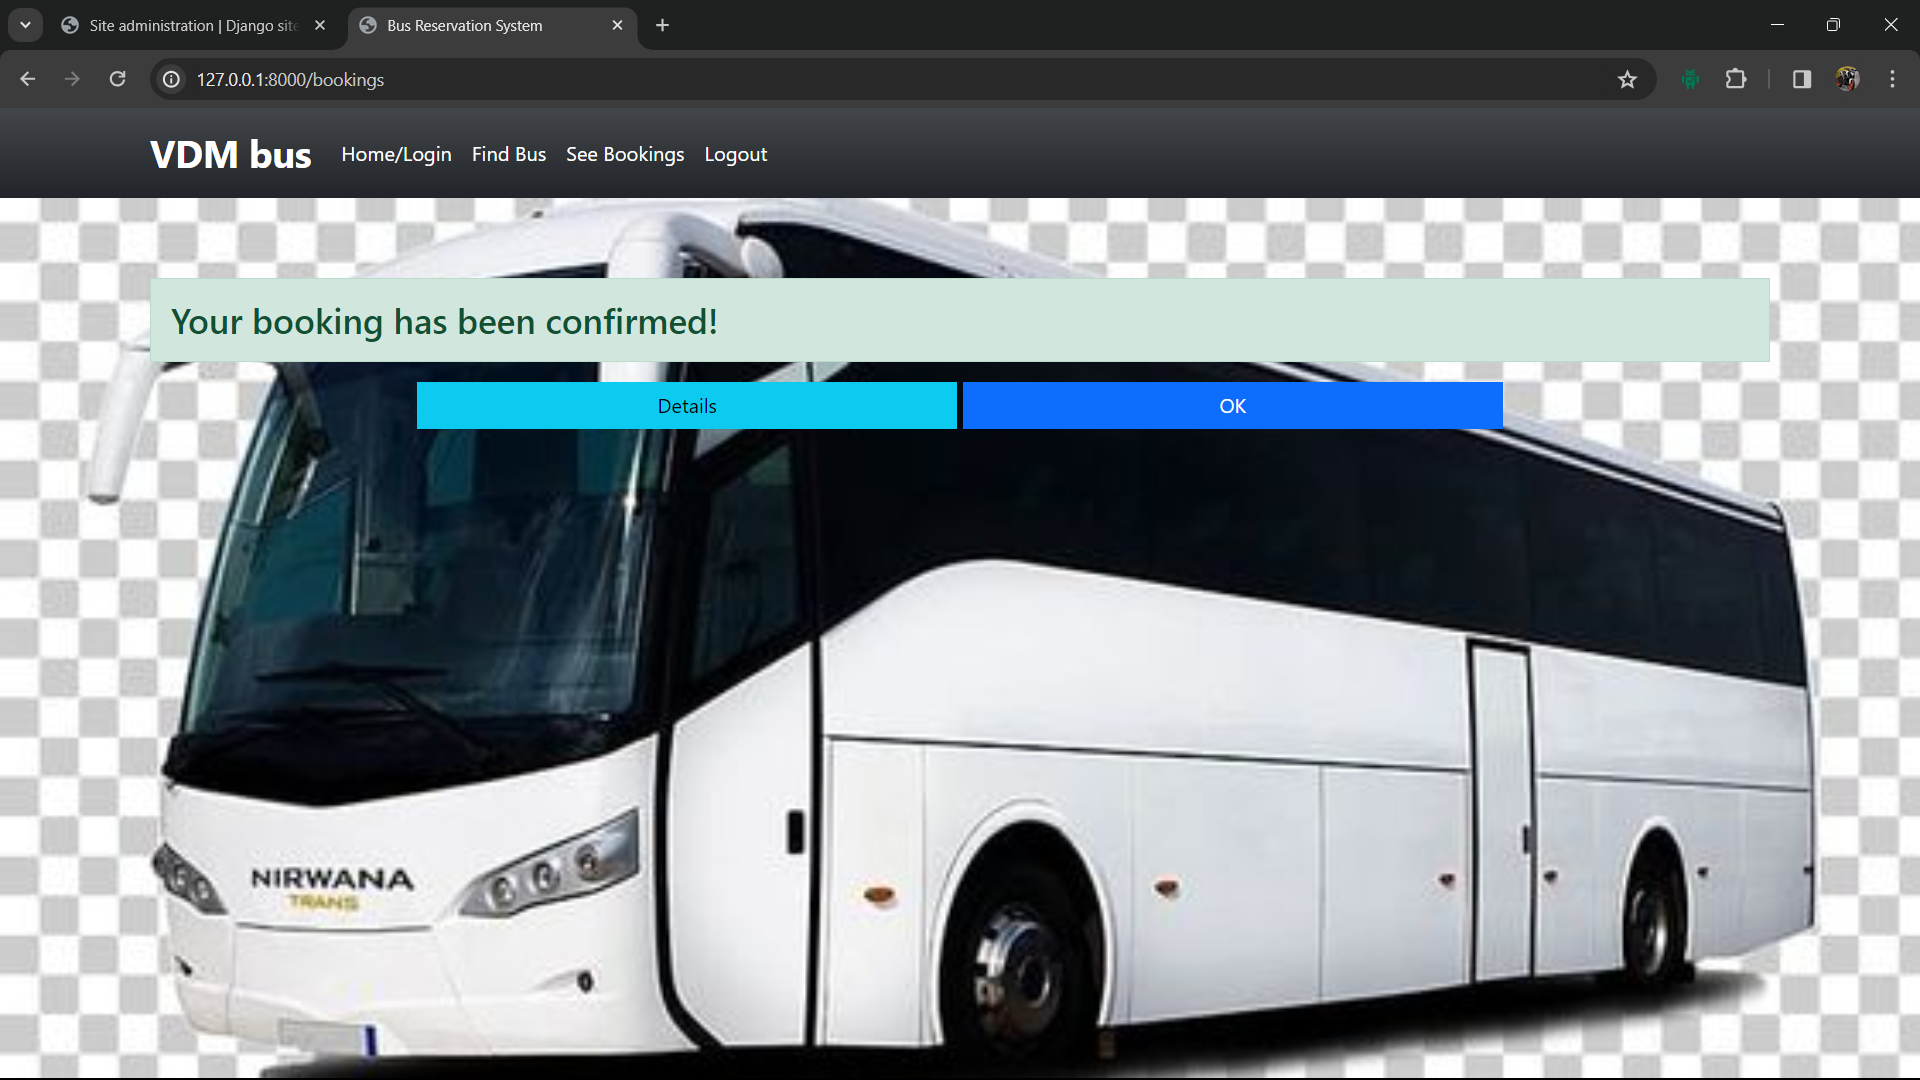 Site administration | Django site
Bus Reservation System
127.0.0.1:8000/bookings
VDM bus
Home/Login Find Bus See Bookings Logout
Your booking has been confirmed!
Details OK
NIRWANA
TRANS